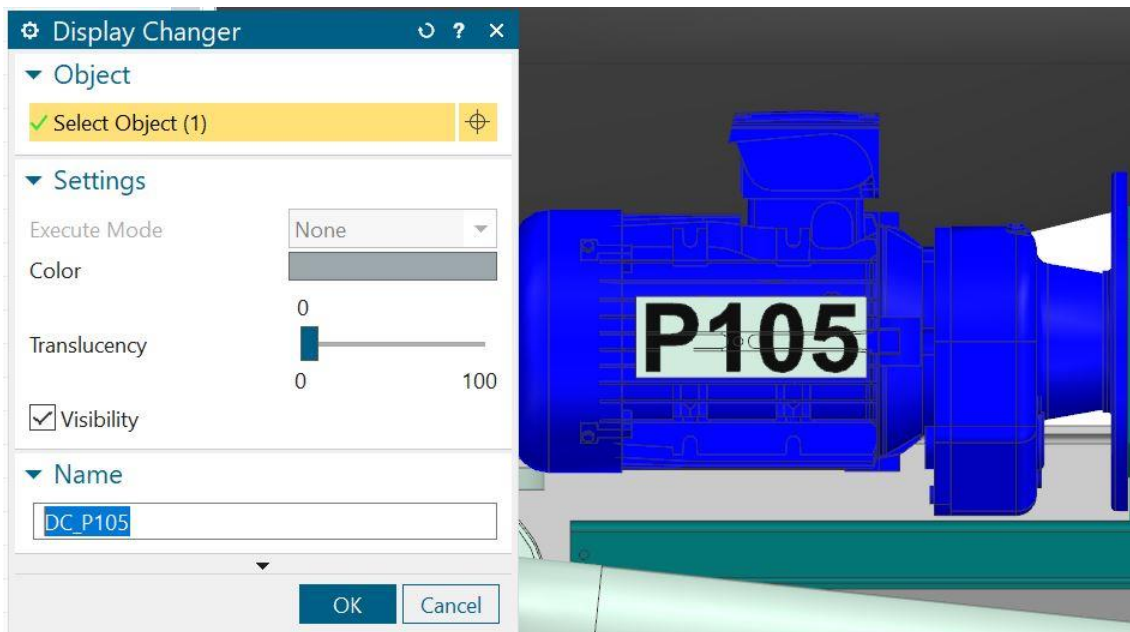 Display Changer
Object
Select Object (1)
Settings
Execute Mode None
Color
0
Translucency
0 100
Visibility
Name
DC_P105
OK Cancel
P105